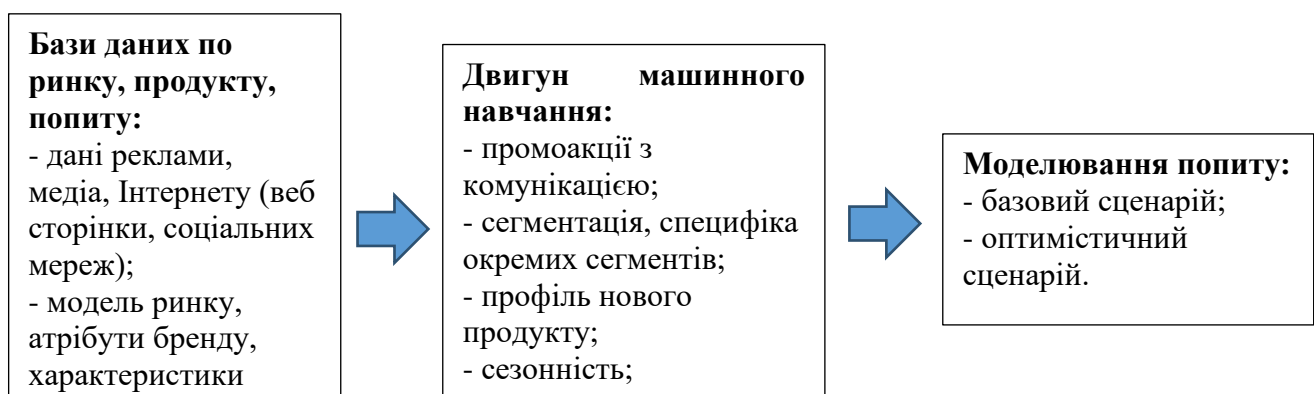 Бази даних по
ринку, продукту,
попиту:
- дані реклами,
медіа, Інтернету (веб
сторінки, соціальних
мереж);
- модель ринку,
атрібути бренду,
характеристики
Двигун машинного
навчання:
- промоакції з
комунікацією;
- сегментація, специфіка
окремих сегментів;
- профіль нового
продукту;
- сезонність;
Моделювання попиту:
- базовий сценарій;
- оптимістичний
сценарій.